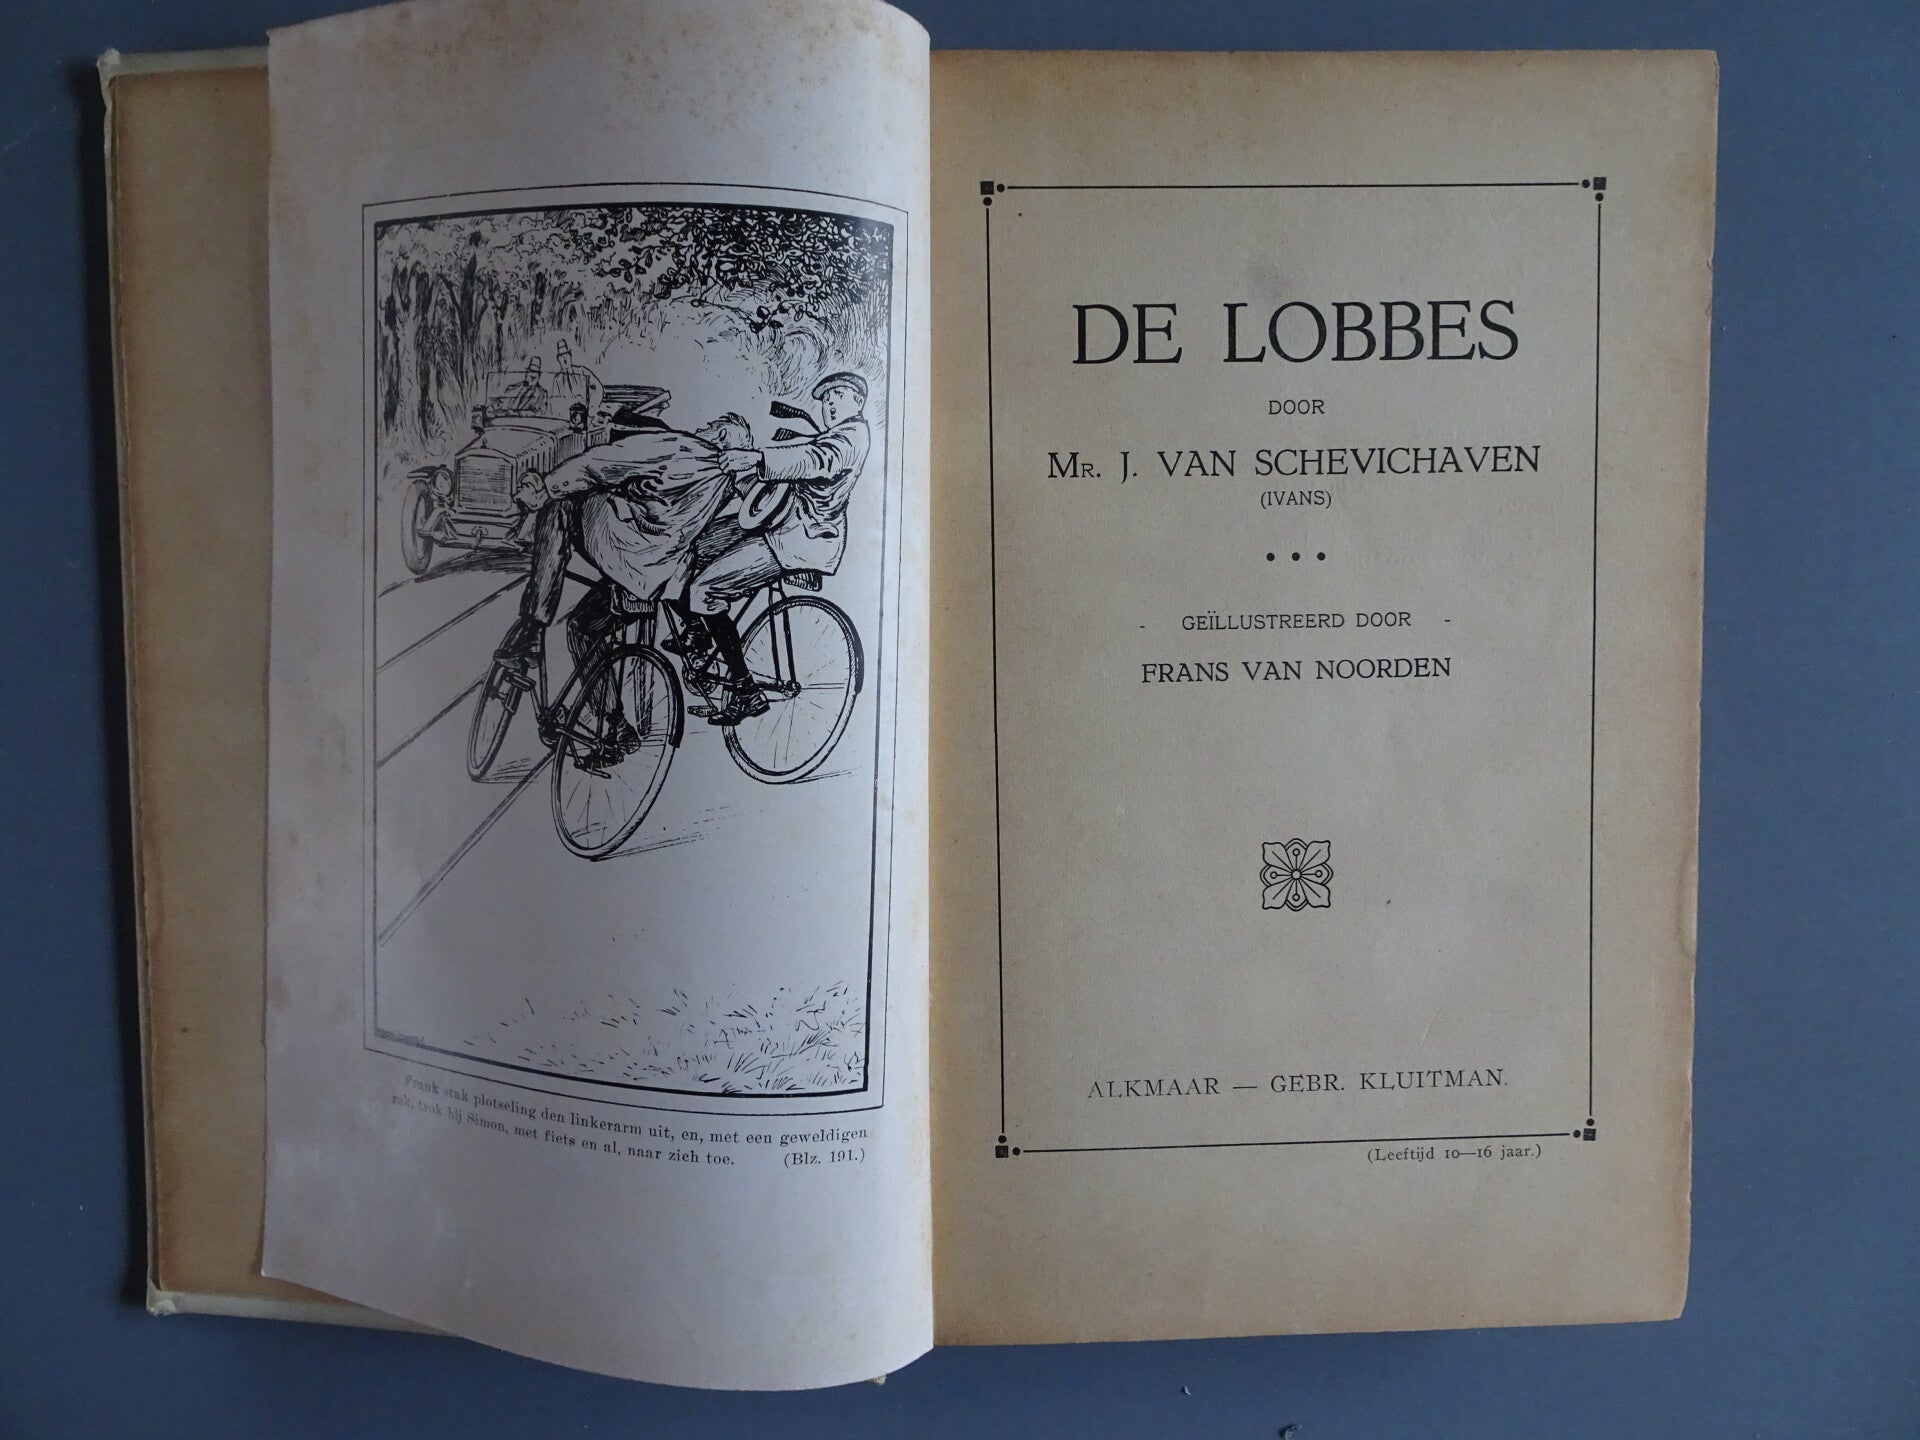 Frank stak plotseling den linkerarm uit, en, met een geweldigen
ruk, trok hij Simon, met fiets en al, naar zich toe. (Blz. 191.)
DE LOBBES
DOOR
MR. J. VAN SCHEVICHAVEN
(IVANS)
- GEÏLLUSTREERD DOOR -
FRANS VAN NOORDEN
ALKMAAR — GEBR. KLUITMAN.
(Leeftijd 10—16 jaar.)